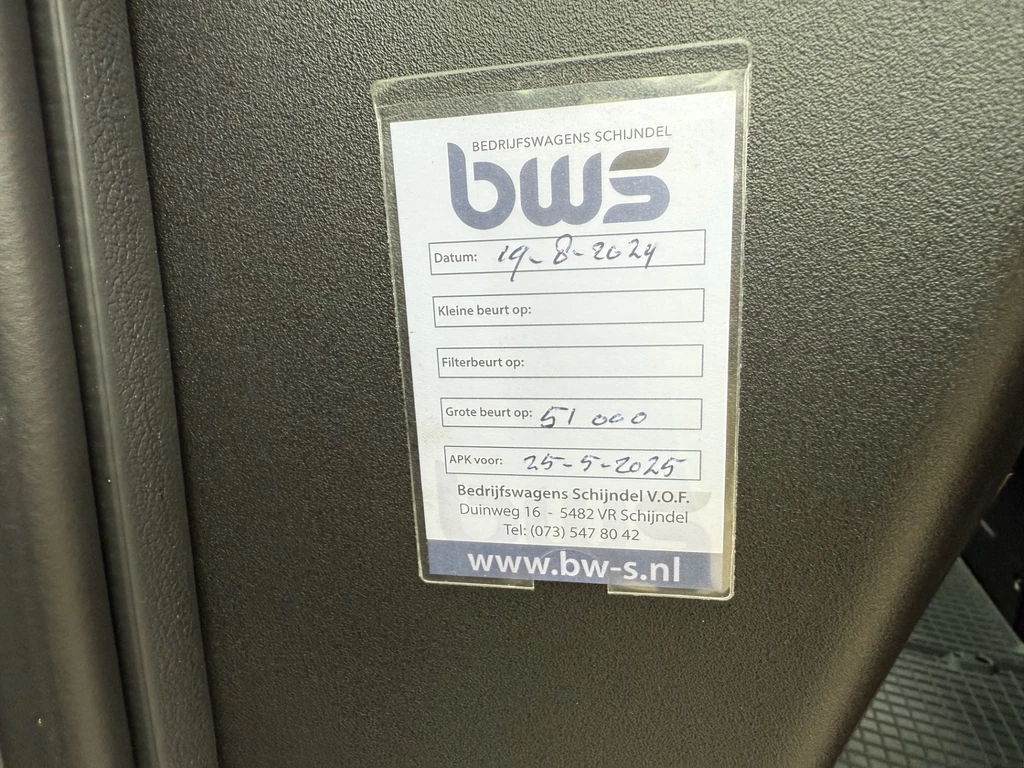 BEDRIJFSWAGENS SCHIJNDEL
bws
Datum: 19-8-2024
Kleine beurt op:
Filterbeurt op:
Grote beurt op: 51 000
APK voor: 25-5-2025
Bedrijfswagens Schijndel V.O.F.
Duinweg 16 - 5482 VR Schijndel
Tel: (073) 547 80 42
www.bw-s.nl